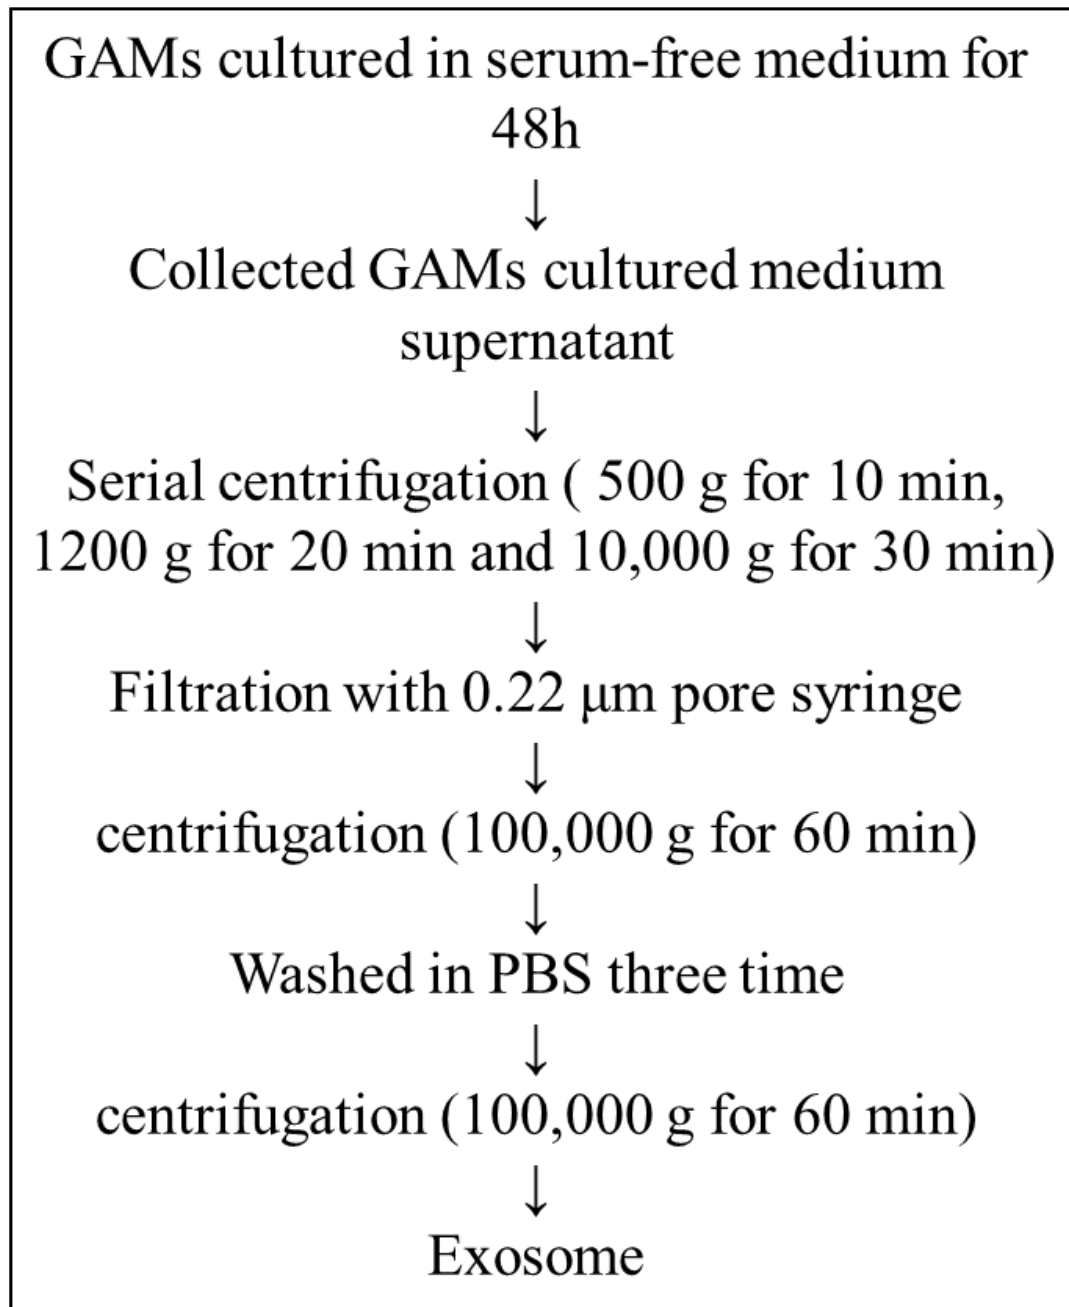 GAMs cultured in serum-free medium for
48h
↓
Collected GAMs cultured medium
supernatant
↓
Serial centrifugation ( 500 g for 10 min,
1200 g for 20 min and 10,000 g for 30 min)
↓
Filtration with 0.22 μm pore syringe
↓
centrifugation (100,000 g for 60 min)
↓
Washed in PBS three time
↓
centrifugation (100,000 g for 60 min)
↓
Exosome